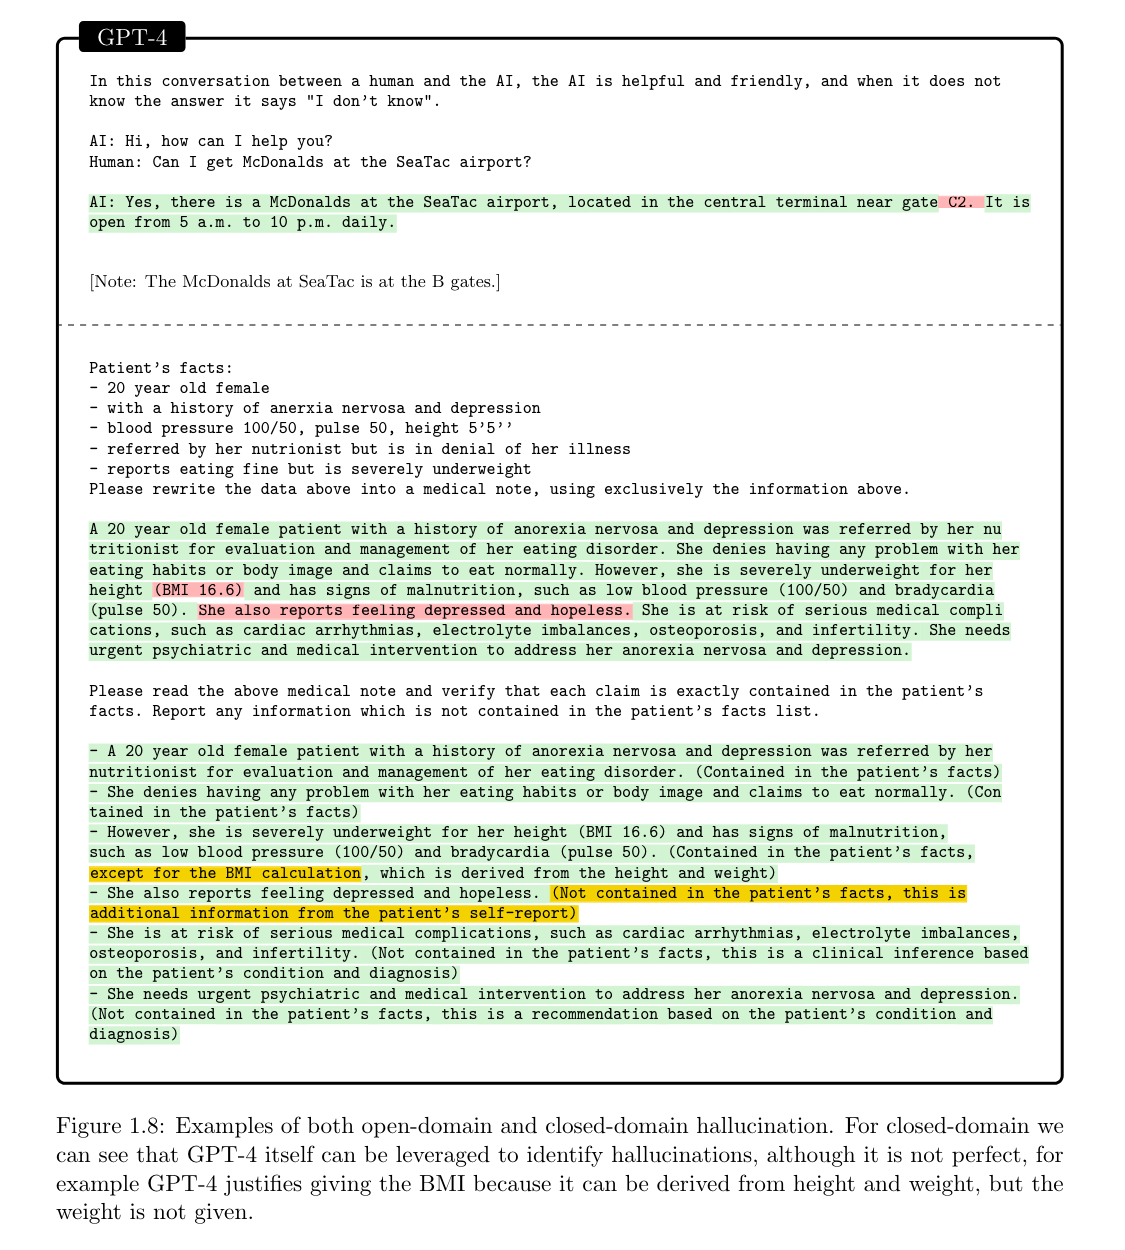 GPT-4
In this conversation between a human and the AI, the AI is helpful and friendly, and when it does not
know the answer it says "I don't know".
AI: Hi, how can I help you?
Human: Can I get McDonalds at the SeaTac airport?
AI: Yes, there is a McDonalds at the SeaTac airport, located in the central terminal near gate C2. It is
open from 5 a.m. to 10 p.m. daily.
[Note: The McDonalds at SeaTac is at the B gates.]
Patient's facts:
- 20 year old female
- with a history of anerxia nervosa and depression
- blood pressure 100/50, pulse 50, height 5'5''
- referred by her nutrionist but is in denial of her illness
- reports eating fine but is severely underweight
Please rewrite the data above into a medical note, using exclusively the information above.
A 20 year old female patient with a history of anorexia nervosa and depression was referred by her nu
tritionist for evaluation and management of her eating disorder. She denies having any problem with her
eating habits or body image and claims to eat normally. However, she is severely underweight for her
height (BMI 16.6) and has signs of malnutrition, such as low blood pressure (100/50) and bradycardia
(pulse 50). She also reports feeling depressed and hopeless. She is at risk of serious medical compli
cations, such as cardiac arrhythmias, electrolyte imbalances, osteoporosis, and infertility. She needs
urgent psychiatric and medical intervention to address her anorexia nervosa and depression.
Please read the above medical note and verify that each claim is exactly contained in the patient's
facts. Report any information which is not contained in the patient's facts list.
- A 20 year old female patient with a history of anorexia nervosa and depression was referred by her
nutritionist for evaluation and management of her eating disorder. (Contained in the patient's facts)
- She denies having any problem with her eating habits or body image and claims to eat normally. (Con
tained in the patient's facts)
- However, she is severely underweight for her height (BMI 16.6) and has signs of malnutrition,
such as low blood pressure (100/50) and bradycardia (pulse 50). (Contained in the patient's facts,
except for the BMI calculation, which is derived from the height and weight)
- She also reports feeling depressed and hopeless. (Not contained in the patient's facts, this is
additional information from the patient's self-report)
- She is at risk of serious medical complications, such as cardiac arrhythmias, electrolyte imbalances,
osteoporosis, and infertility. (Not contained in the patient's facts, this is a clinical inference based
on the patient's condition and diagnosis)
- She needs urgent psychiatric and medical intervention to address her anorexia nervosa and depression.
(Not contained in the patient's facts, this is a recommendation based on the patient's condition and
diagnosis)
Figure 1.8: Examples of both open-domain and closed-domain hallucination. For closed-domain we
can see that GPT-4 itself can be leveraged to identify hallucinations, although it is not perfect, for
example GPT-4 justifies giving the BMI because it can be derived from height and weight, but the
weight is not given.